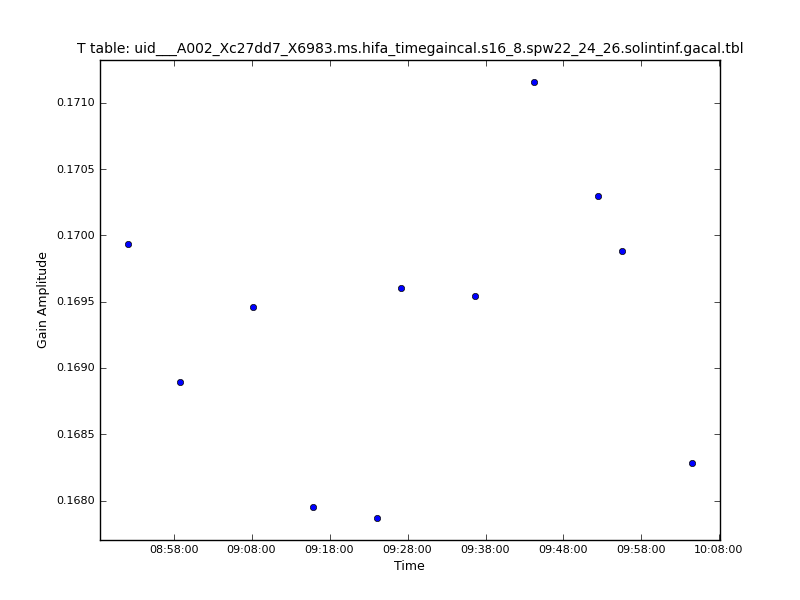 T table: uid___A002_Xc27dd7_X6983.ms.hifa_timegaincal.s16_8.spw22_24_26.solintinf.gacal.tbl
0.1710
0.1705
0.1700
0.1695
0.1690
0.1685
0.1680
Gain Amplitude
08:58:00 09:08:00 09:18:00 09:28:00 09:38:00 09:48:00 09:58:00 10:08:00
Time